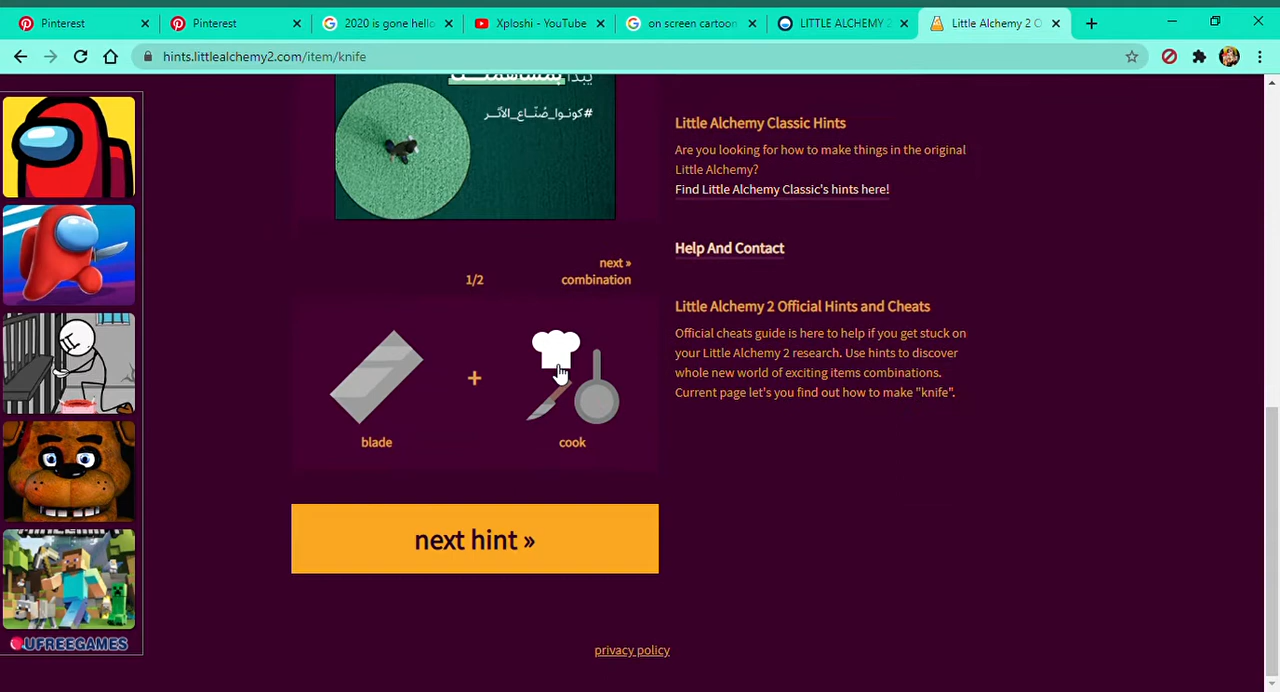 Pinterest
Pinterest
2020 is gone hello
Xploshi - YouTube
on screen cartoon
LITTLE ALCHEMY 2
Little Alchemy 2 O
hints.littlealchemy2.com/item/knife
يبدأ بمساهمتك
#كونوا_صُنّاع_الأثر
next »
combination
1/2
+
blade
cook
next hint »
Little Alchemy Classic Hints
Are you looking for how to make things in the original
Little Alchemy?
Find Little Alchemy Classic's hints here!
Help And Contact
Little Alchemy 2 Official Hints and Cheats
Official cheats guide is here to help if you get stuck on
your Little Alchemy 2 research. Use hints to discover
whole new world of exciting items combinations.
Current page let's you find out how to make "knife".
UFREEGAMES
privacy policy